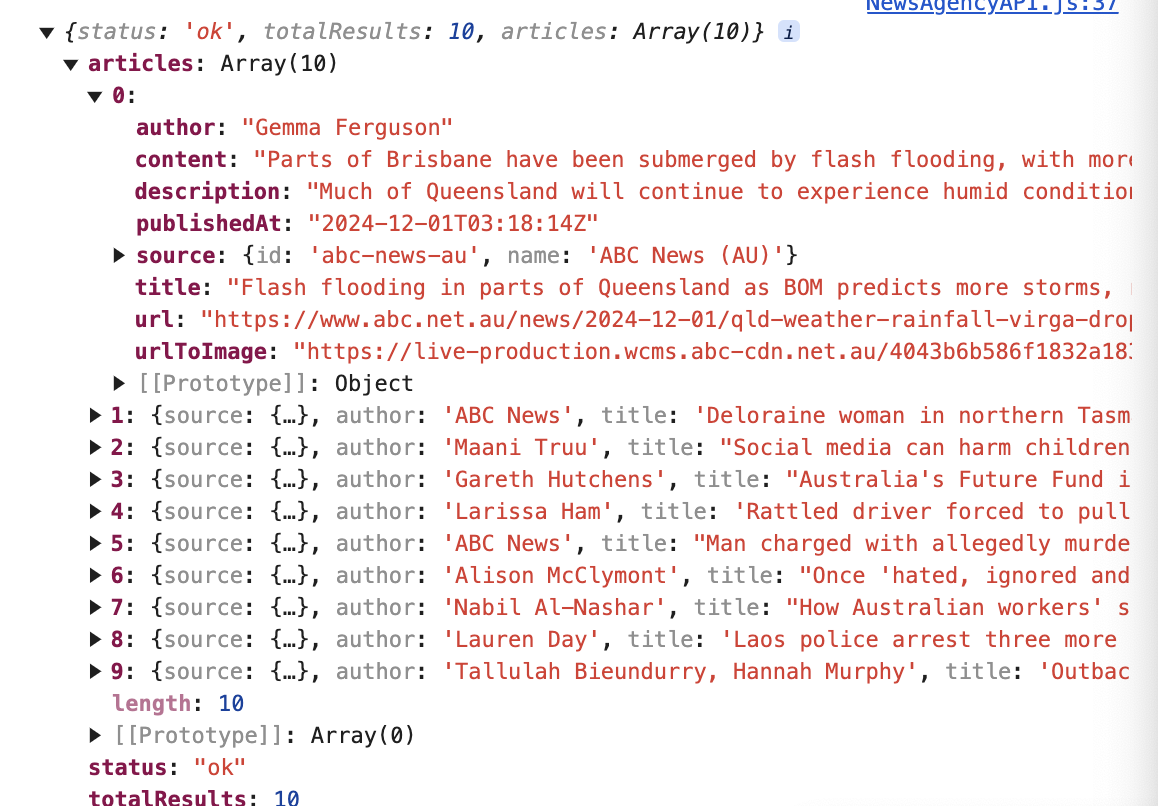 NewsAgencyAPI.js:37
{status: 'ok', totalResults: 10, articles: Array(10)} i
articles: Array(10)
0:
author: "Gemma Ferguson"
content: "Parts of Brisbane have been submerged by flash flooding, with more
description: "Much of Queensland will continue to experience humid condition
publishedAt: "2024-12-01T03:18:14Z"
source: {id: 'abc-news-au', name: 'ABC News (AU)'}
title: "Flash flooding in parts of Queensland as BOM predicts more storms,
url: "https://www.abc.net.au/news/2024-12-01/qld-weather-rainfall-virga-drop
urlToImage: "https://live-production.wcms.abc-cdn.net.au/4043b6b586f1832a183
[[Prototype]]: Object
1: {source: {…}, author: 'ABC News', title: 'Deloraine woman in northern Tasm
2: {source: {…}, author: 'Maani Truu', title: "Social media can harm children
3: {source: {…}, author: 'Gareth Hutchens', title: "Australia's Future Fund i
4: {source: {…}, author: 'Larissa Ham', title: 'Rattled driver forced to pull
5: {source: {…}, author: 'ABC News', title: "Man charged with allegedly murde
6: {source: {…}, author: 'Alison McClymont', title: "Once 'hated, ignored and
7: {source: {…}, author: 'Nabil Al-Nashar', title: "How Australian workers' s
8: {source: {…}, author: 'Lauren Day', title: 'Laos police arrest three more
9: {source: {…}, author: 'Tallulah Bieundurry, Hannah Murphy', title: 'Outbac
length: 10
[[Prototype]]: Array(0)
status: "ok"
totalResults: 10